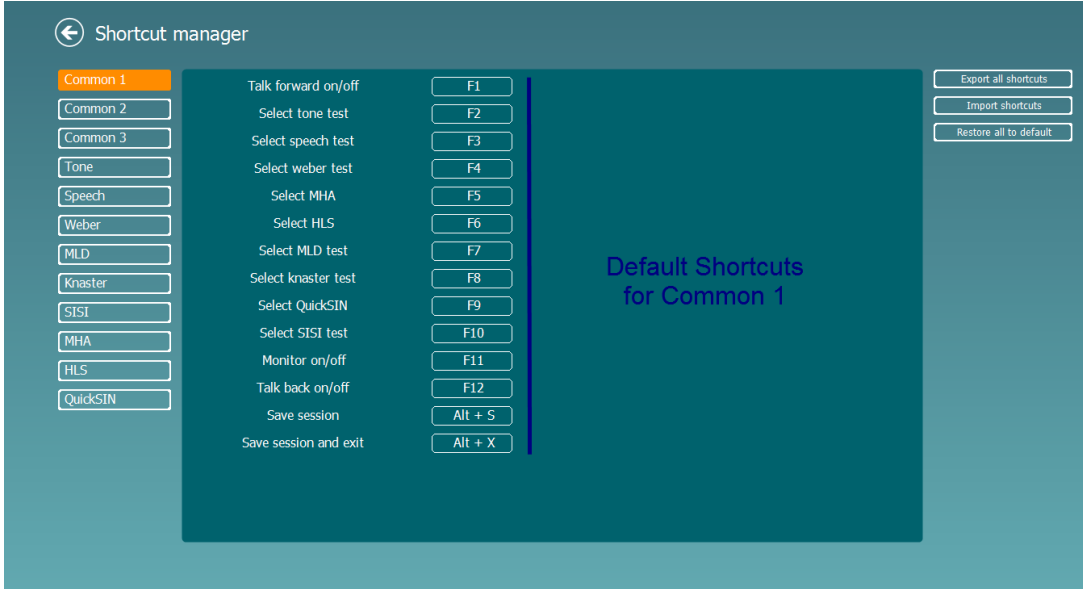 Shortcut manager
Common 1
Common 2
Common 3
Tone
Speech
Weber
MLD
Knaster
SISI
MHA
HLS
QuickSIN
Talk forward on/off F1
Select tone test F2
Select speech test F3
Select weber test F4
Select MHA F5
Select HLS F6
Select MLD test F7
Select knaster test F8
Select QuickSIN F9
Select SISI test F10
Monitor on/off F11
Talk back on/off F12
Save session Alt + S
Save session and exit Alt + X
Default Shortcuts
for Common 1
Export all shortcuts
Import shortcuts
Restore all to default